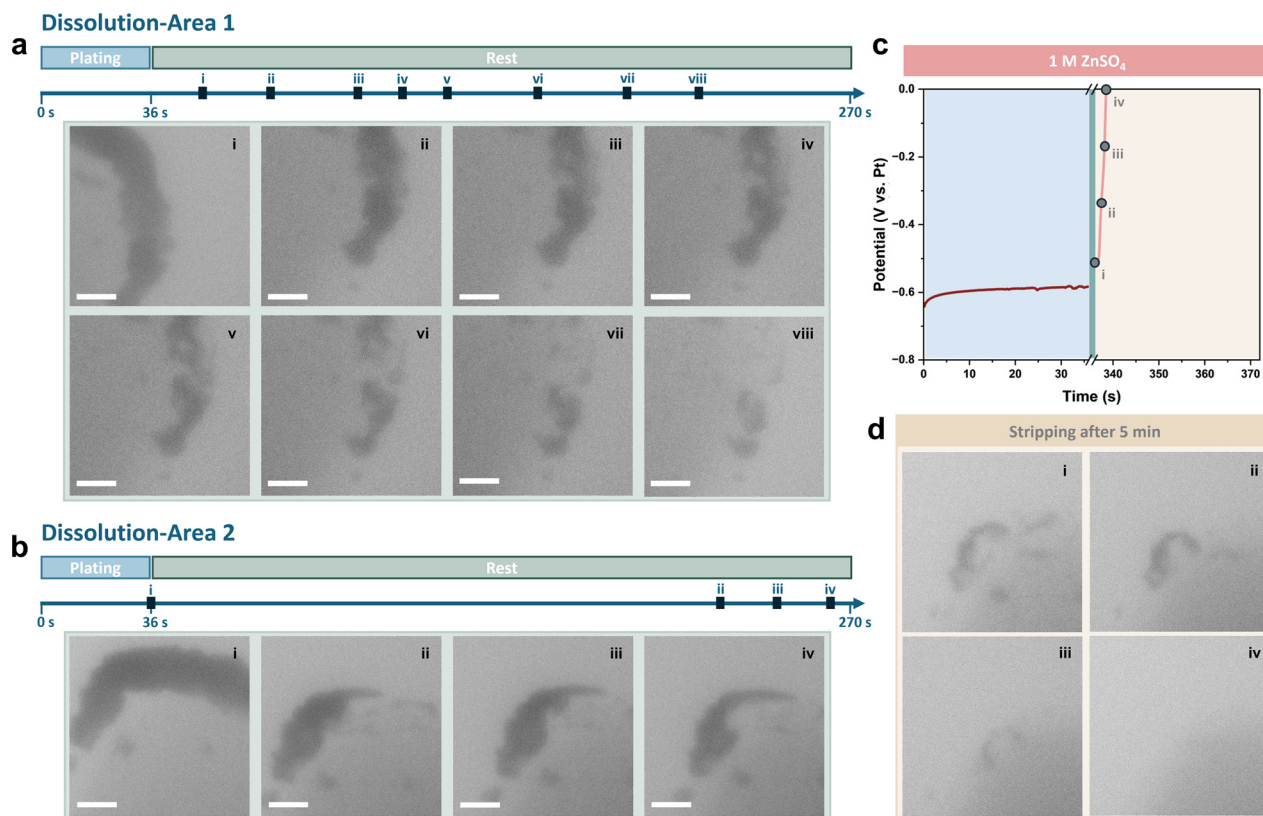 Dissolution-Area 1
a
Plating Rest
i ii iii iv v vi vii viii
0 s 36 s 270 s
i ii iii iv
v vi vii viii
Dissolution-Area 2
b
Plating Rest
i ii iii iv
0 s 36 s 270 s
i ii iii iv
c
1 M ZnSO₄
0.0
−0.2
−0.4
−0.6
−0.8
Potential (V vs. Pt)
iv
iii
ii
i
0 10 20 30 340 350 360 370
Time (s)
d
Stripping after 5 min
i ii
iii iv